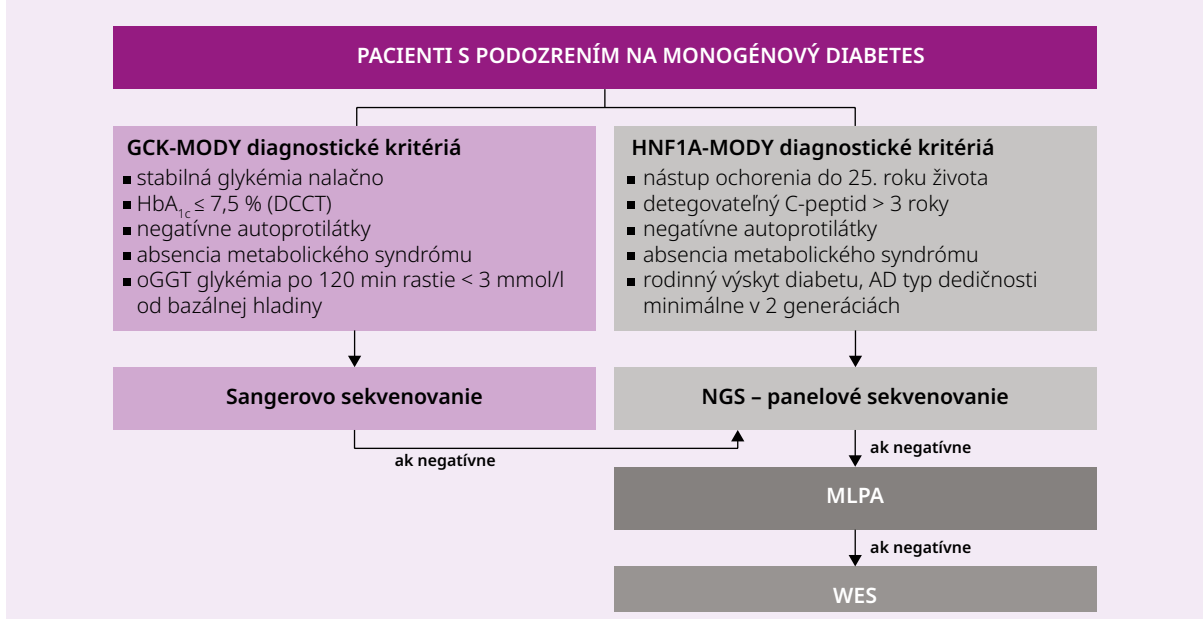 PACIENTI S PODOZRENÍM NA MONOGÉNOVÝ DIABETES
GCK-MODY diagnostické kritériá
▪ stabilná glykémia nalačno
▪ HbA1c ≤ 7,5 % (DCCT)
▪ negatívne autoprotilátky
▪ absencia metabolického syndrómu
▪ oGGT glykémia po 120 min rastie < 3 mmol/l
od bazálnej hladiny
HNF1A-MODY diagnostické kritériá
▪ nástup ochorenia do 25. roku života
▪ detegovateľný C-peptid > 3 roky
▪ negatívne autoprotilátky
▪ absencia metabolického syndrómu
▪ rodinný výskyt diabetu, AD typ dedičnosti
minimálne v 2 generáciách
Sangerovo sekvenovanie
NGS – panelové sekvenovanie
ak negatívne
ak negatívne
MLPA
ak negatívne
WES